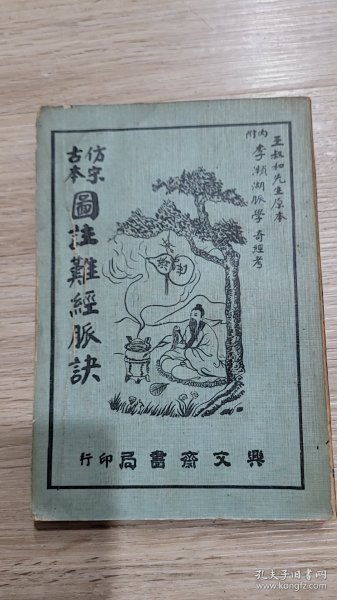 王叔和先生原本
內附 李瀕湖脈學 奇經考
仿宋古本
圖註難經脈訣
興文齋書局印行
孔夫子旧书网